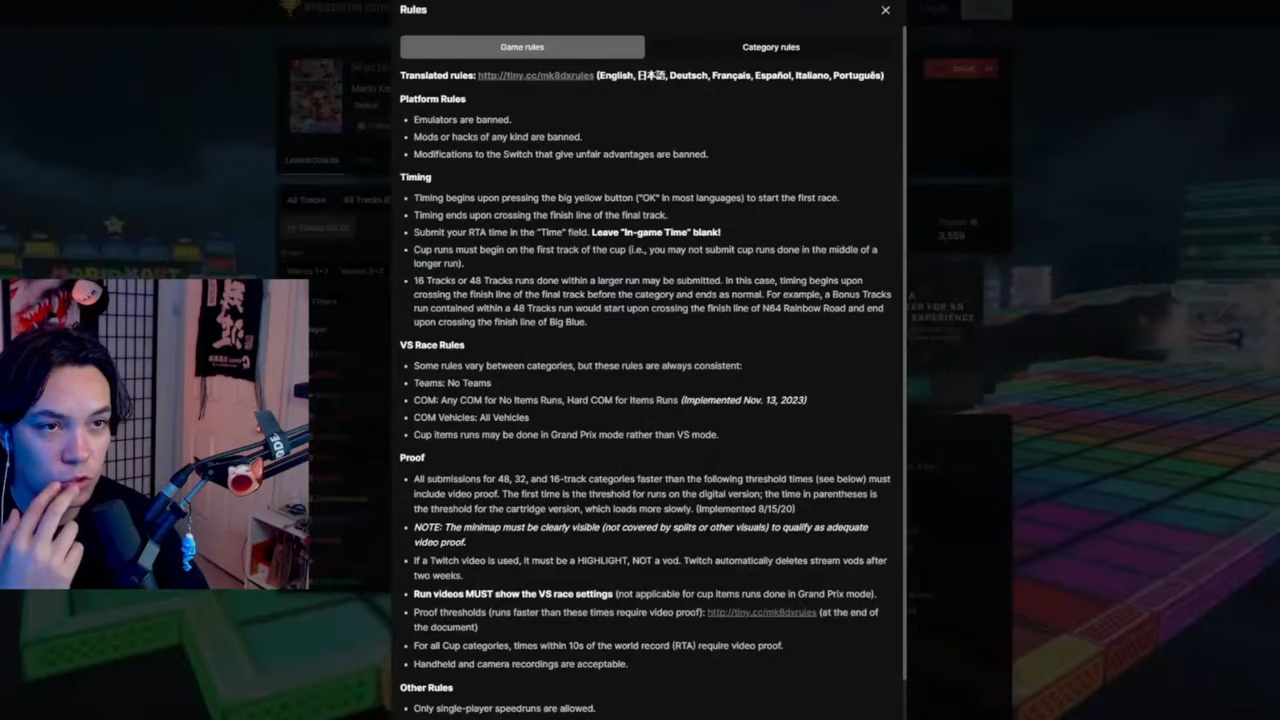 Rules
Game rules
Category rules
Translated rules: http://tiny.cc/mk8dxrules (English, 日本語, Deutsch, Français, Español, Italiano, Português)
Platform Rules
• Emulators are banned.
• Mods or hacks of any kind are banned.
• Modifications to the Switch that give unfair advantages are banned.
Timing
• Timing begins upon pressing the big yellow button ("OK" in most languages) to start the first race.
• Timing ends upon crossing the finish line of the final track.
• Submit your RTA time in the "Time" field. Leave "In-game Time" blank!
• Cup runs must begin on the first track of the cup (i.e., you may not submit cup runs done in the middle of a
longer run).
• 16 Tracks or 48 Tracks runs done within a larger run may be submitted. In this case, timing begins upon
crossing the finish line of the final track before the category and ends as normal. For example, a Bonus Tracks
run contained within a 48 Tracks run would start upon crossing the finish line of N64 Rainbow Road and end
upon crossing the finish line of Big Blue.
VS Race Rules
• Some rules vary between categories, but these rules are always consistent:
• Teams: No Teams
• COM: Any COM for No Items Runs, Hard COM for Items Runs (Implemented Nov. 13, 2023)
• COM Vehicles: All Vehicles
• Cup items runs may be done in Grand Prix mode rather than VS mode.
Proof
• All submissions for 48, 32, and 16-track categories faster than the following threshold times (see below) must
include video proof. The first time is the threshold for runs on the digital version; the time in parentheses is
the threshold for the cartridge version, which loads more slowly. (Implemented 8/15/20)
• NOTE: The minimap must be clearly visible (not covered by splits or other visuals) to qualify as adequate
video proof.
• If a Twitch video is used, it must be a HIGHLIGHT, NOT a vod. Twitch automatically deletes stream vods after
two weeks.
• Run videos MUST show the VS race settings (not applicable for cup items runs done in Grand Prix mode).
• Proof thresholds (runs faster than these times require video proof): http://tiny.cc/mk8dxrules (at the end of
the document)
• For all Cup categories, times within 10s of the world record (RTA) require video proof.
• Handheld and camera recordings are acceptable.
Other Rules
• Only single-player speedruns are allowed.
48 Tracks
3,559
EXPERIENCE